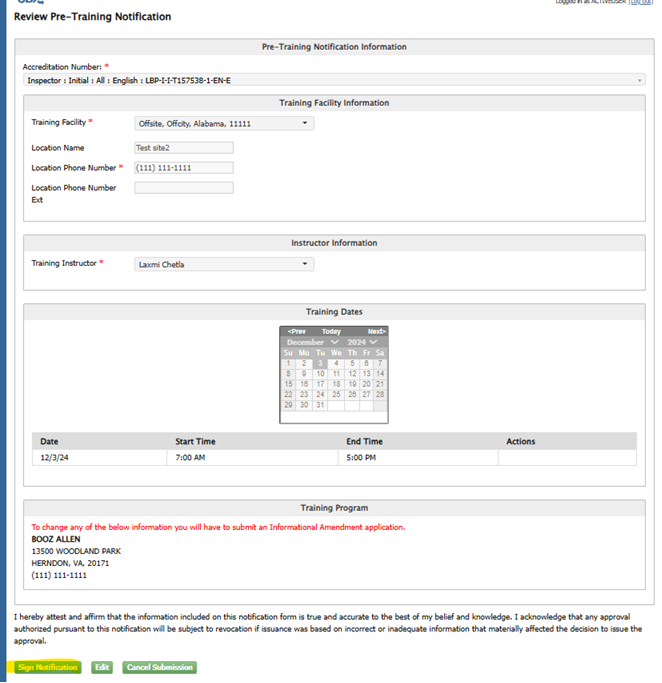 Logged in as ACTIVEUSER (Log out)
Review Pre-Training Notification
Pre-Training Notification Information
Accreditation Number: *
Inspector : Initial : All : English : LBP-I-I-T157538-1-EN-E
Training Facility Information
Training Facility * Offsite, Offcity, Alabama, 11111
Location Name Test site2
Location Phone Number * (111) 111-1111
Location Phone Number
Ext
Instructor Information
Training Instructor * Laxmi Chetla
Training Dates
<Prev Today Next>
December 2024
Su Mo Tu We Th Fr Sa
1 2 3 4 5 6 7
8 9 10 11 12 13 14
15 16 17 18 19 20 21
22 23 24 25 26 27 28
29 30 31
Date Start Time End Time Actions
12/3/24 7:00 AM 5:00 PM
Training Program
To change any of the below information you will have to submit an Informational Amendment application.
BOOZ ALLEN
13500 WOODLAND PARK
HERNDON, VA, 20171
(111) 111-1111
I hereby attest and affirm that the information included on this notification form is true and accurate to the best of my belief and knowledge. I acknowledge that any approval
authorized pursuant to this notification will be subject to revocation if issuance was based on incorrect or inadequate information that materially affected the decision to issue the
approval.
Sign Notification Edit Cancel Submission